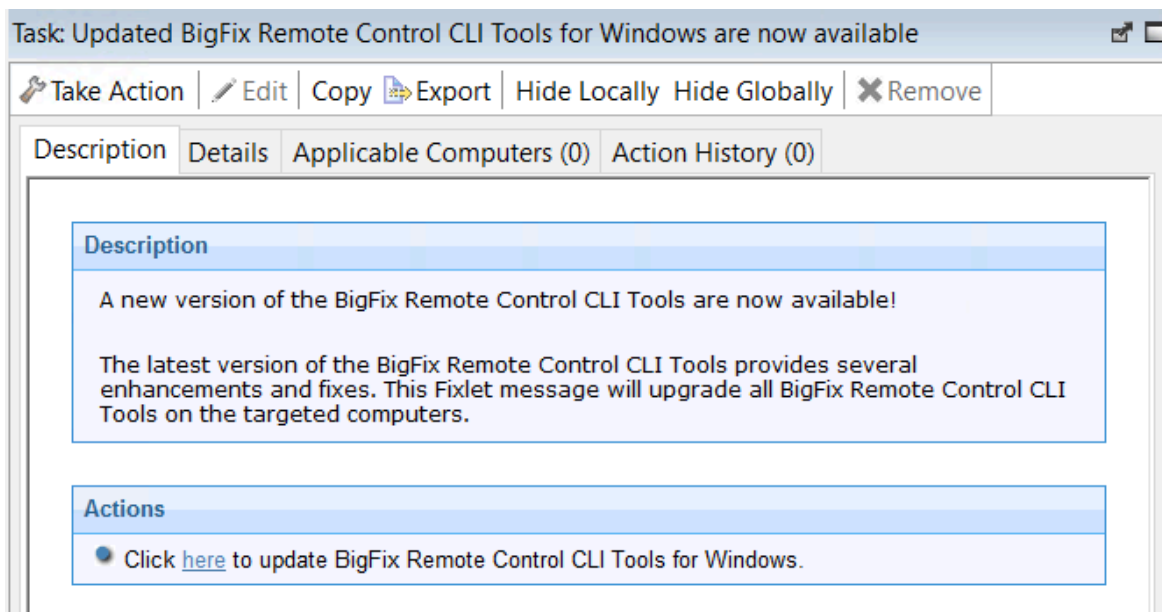 Task: Updated BigFix Remote Control CLI Tools for Windows are now available
Take Action Edit Copy Export Hide Locally Hide Globally Remove
Description Details Applicable Computers (0) Action History (0)
Description
A new version of the BigFix Remote Control CLI Tools are now available!
The latest version of the BigFix Remote Control CLI Tools provides several
enhancements and fixes. This Fixlet message will upgrade all BigFix Remote Control CLI
Tools on the targeted computers.
Actions
Click here to update BigFix Remote Control CLI Tools for Windows.